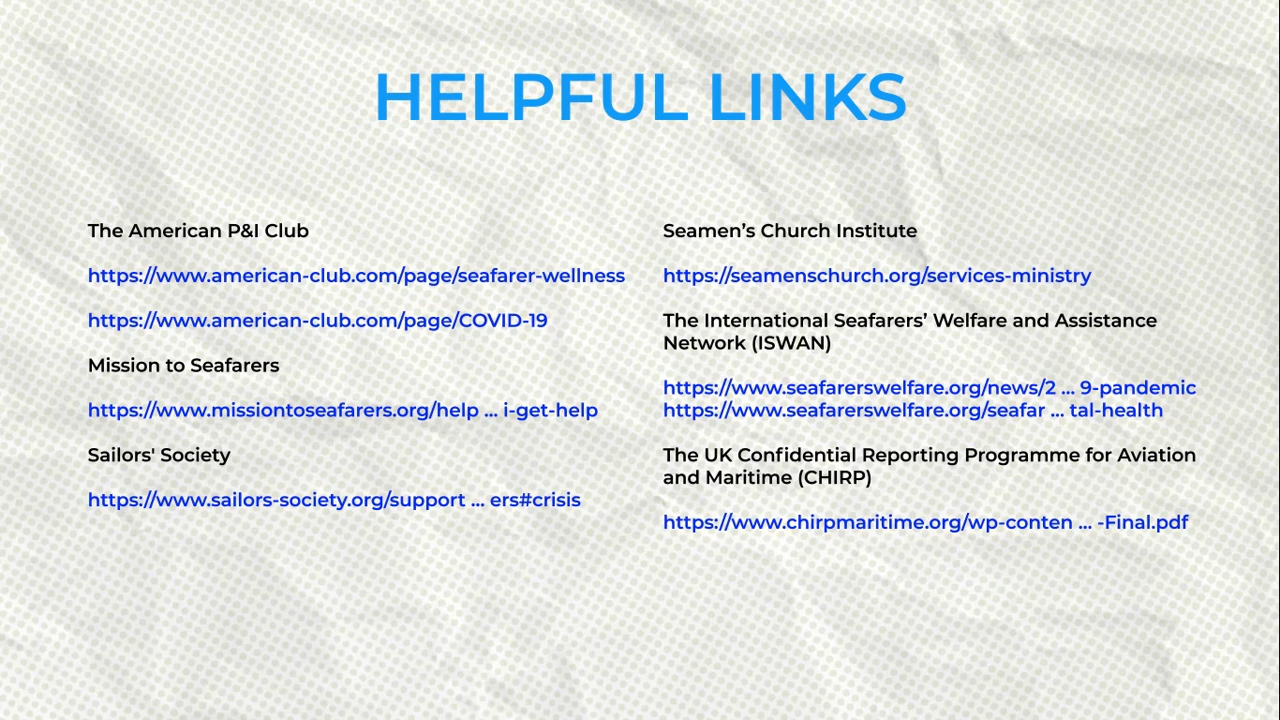 HELPFUL LINKS
The American P&I Club
https://www.american-club.com/page/seafarer-wellness
https://www.american-club.com/page/COVID-19
Mission to Seafarers
https://www.missiontoseafarers.org/help ... i-get-help
Sailors' Society
https://www.sailors-society.org/support ... ers#crisis
Seamen’s Church Institute
https://seamenschurch.org/services-ministry
The International Seafarers’ Welfare and Assistance
Network (ISWAN)
https://www.seafarerswelfare.org/news/2 ... 9-pandemic
https://www.seafarerswelfare.org/seafar ... tal-health
The UK Confidential Reporting Programme for Aviation
and Maritime (CHIRP)
https://www.chirpmaritime.org/wp-conten ... -Final.pdf